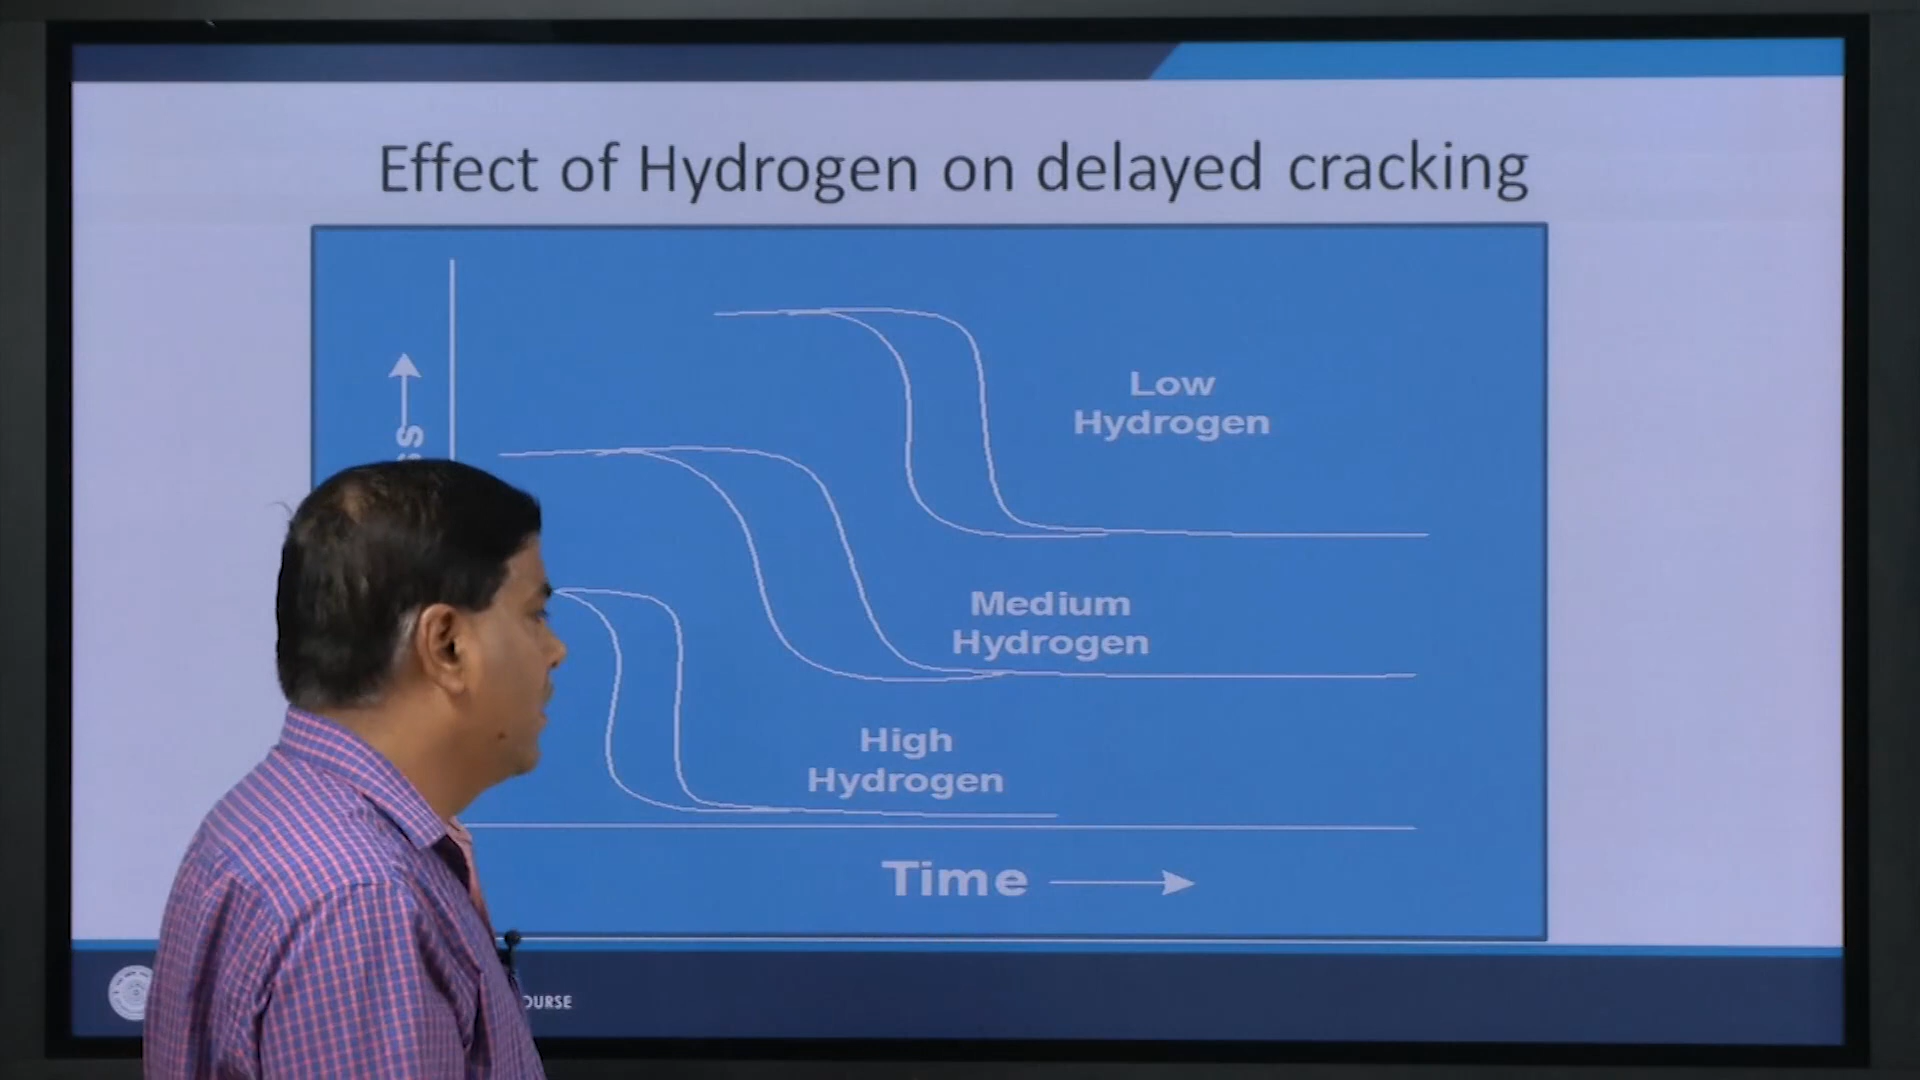 Effect of Hydrogen on delayed cracking
Low
Hydrogen
Medium
Hydrogen
High
Hydrogen
Time